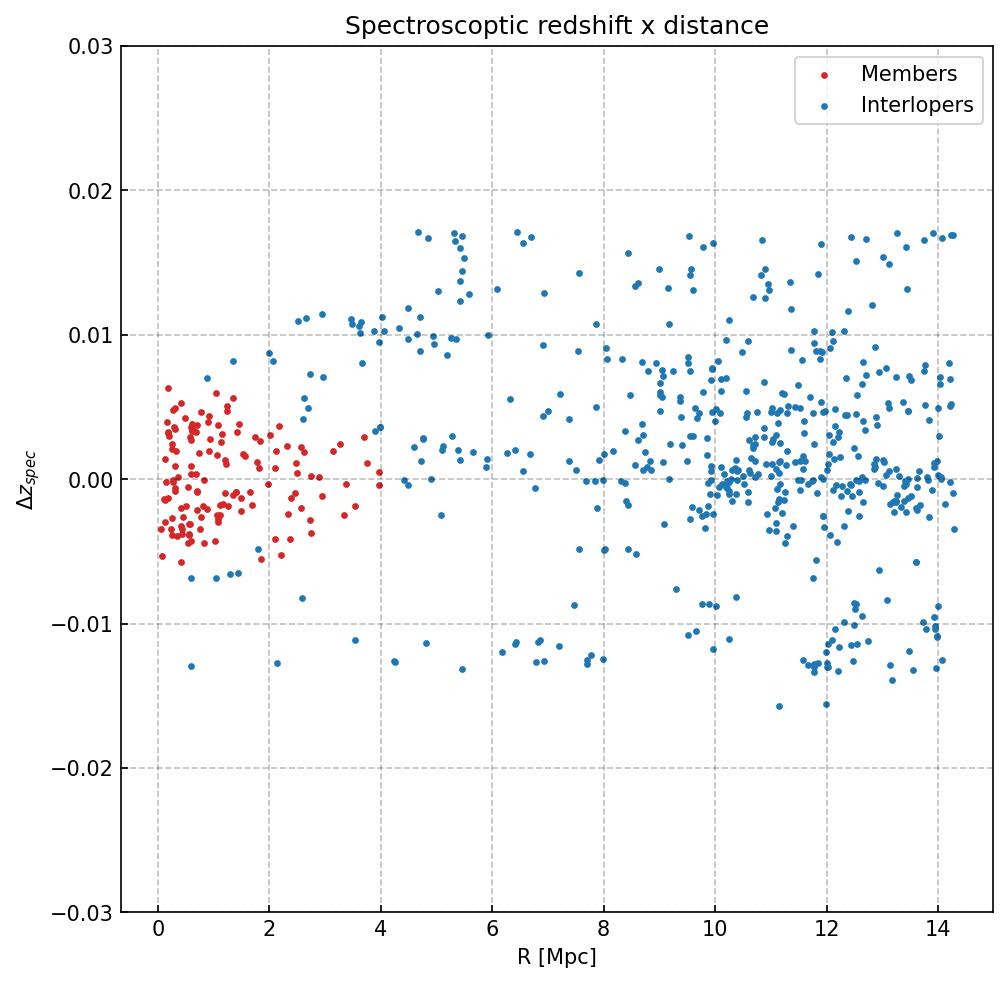 Spectroscoptic redshift x distance
Members
Interlopers
0.03
0.02
0.01
0.00
−0.01
−0.02
−0.03
Δz_spec
0 2 4 6 8 10 12 14
R [Mpc]